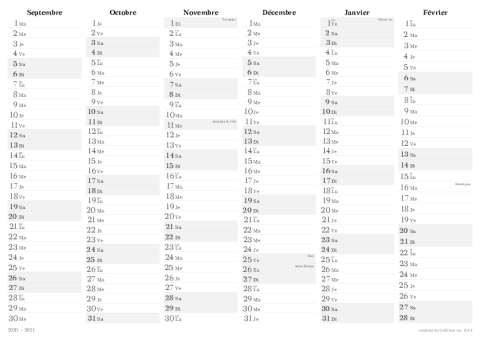 Septembre Octobre Novembre Décembre Janvier Février
1 Ma 1 Je 1 Di Toussaint 1 Ma 1 Ve 1 Lu
2 Me 2 Ve 2 Lu 2 Me 2 Sa 2 Ma
3 Je 3 Sa 3 Ma 3 Je 3 Di 3 Me
4 Ve 4 Di 4 Me 4 Ve 4 Lu 4 Je
5 Sa 5 Lu 5 Je 5 Sa 5 Ma 5 Ve
6 Di 6 Ma 6 Ve 6 Di 6 Me 6 Sa
7 Lu 7 Me 7 Sa 7 Lu 7 Je 7 Di
8 Ma 8 Je 8 Di 8 Ma 8 Ve 8 Lu
9 Me 9 Ve 9 Lu 9 Me 9 Sa 9 Ma
10 Je 10 Sa 10 Ma 10 Je 10 Di 10 Me
11 Ve 11 Di 11 Me 11 Ve 11 Lu 11 Je
12 Sa 12 Lu 12 Je 12 Sa 12 Ma 12 Ve
13 Di 13 Ma 13 Ve 13 Di 13 Me 13 Sa
14 Lu 14 Me 14 Sa 14 Lu 14 Je 14 Di
15 Ma 15 Je 15 Di 15 Ma 15 Ve 15 Lu
16 Me 16 Ve 16 Lu 16 Me 16 Sa 16 Ma Mardi gras
17 Je 17 Sa 17 Ma 17 Je 17 Di 17 Me
18 Ve 18 Di 18 Me 18 Ve 18 Lu 18 Je
19 Sa 19 Lu 19 Je 19 Sa 19 Ma 19 Ve
20 Di 20 Ma 20 Ve 20 Di 20 Me 20 Sa
21 Lu 21 Me 21 Sa 21 Lu 21 Je 21 Di
22 Ma 22 Je 22 Di 22 Ma 22 Ve 22 Lu
23 Me 23 Ve 23 Lu 23 Me 23 Sa 23 Ma
24 Je 24 Sa 24 Ma 24 Je 24 Di 24 Me
25 Ve 25 Di 25 Me 25 Ve Noël 25 Lu 25 Je
26 Sa 26 Lu 26 Je 26 Sa 26 Ma 26 Ve
27 Di 27 Ma 27 Ve 27 Di 27 Me 27 Sa
28 Lu 28 Me 28 Sa 28 Lu 28 Je 28 Di
29 Ma 29 Je 29 Di 29 Ma 29 Ve
30 Me 30 Ve 30 Lu 30 Me 30 Sa
31 Sa 31 Je 31 Di
2020 – 2021